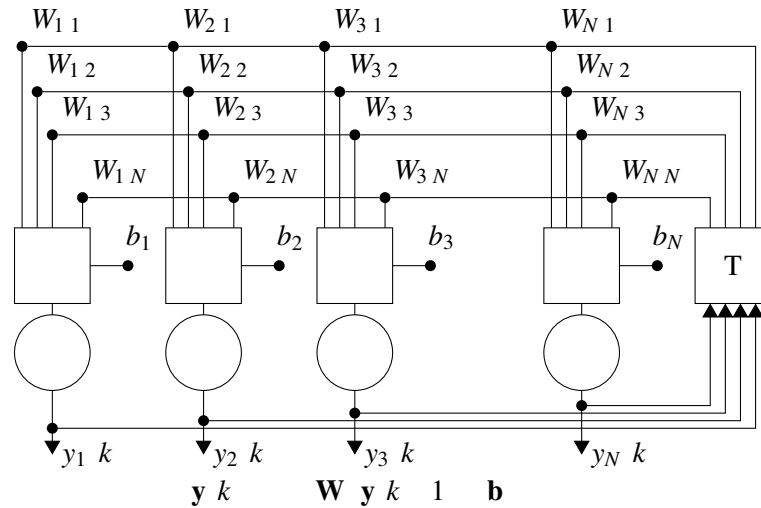 W1 1 W2 1 W3 1 WN 1
W1 2 W2 2 W3 2 WN 2
W1 3 W2 3 W3 3 WN 3
W1 N W2 N W3 N WN N
b1 b2 b3 bN
T
y1 k y2 k y3 k yN k
y k W y k 1 b